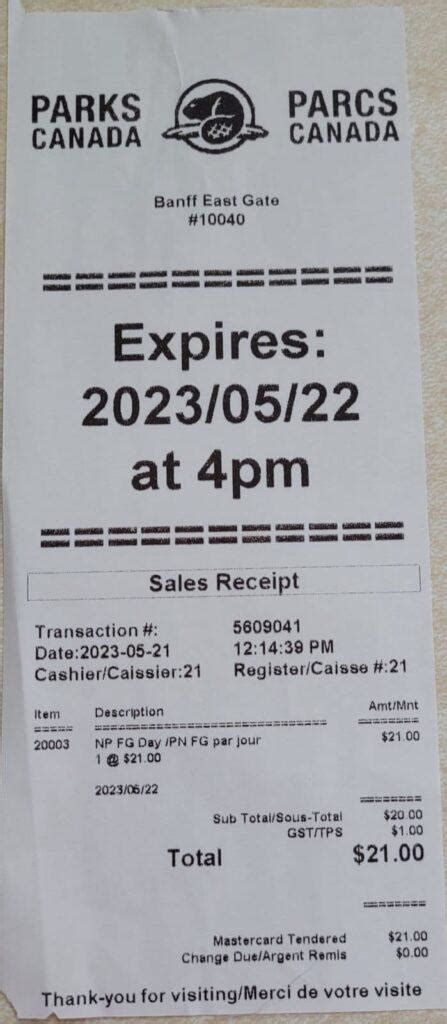 PARKS CANADA
PARCS CANADA
Banff East Gate
#10040
Expires:
2023/05/22
at 4pm
Sales Receipt
Transaction #: 5609041
Date:2023-05-21 12:14:39 PM
Cashier/Caissier:21 Register/Caisse #:21
Item Description Amt/Mnt
20003 NP FG Day /PN FG par jour $21.00
1 @ $21.00
2023/05/22
Sub Total/Sous-Total $20.00
GST/TPS $1.00
Total $21.00
Mastercard Tendered $21.00
Change Due/Argent Remis $0.00
Thank-you for visiting/Merci de votre visite